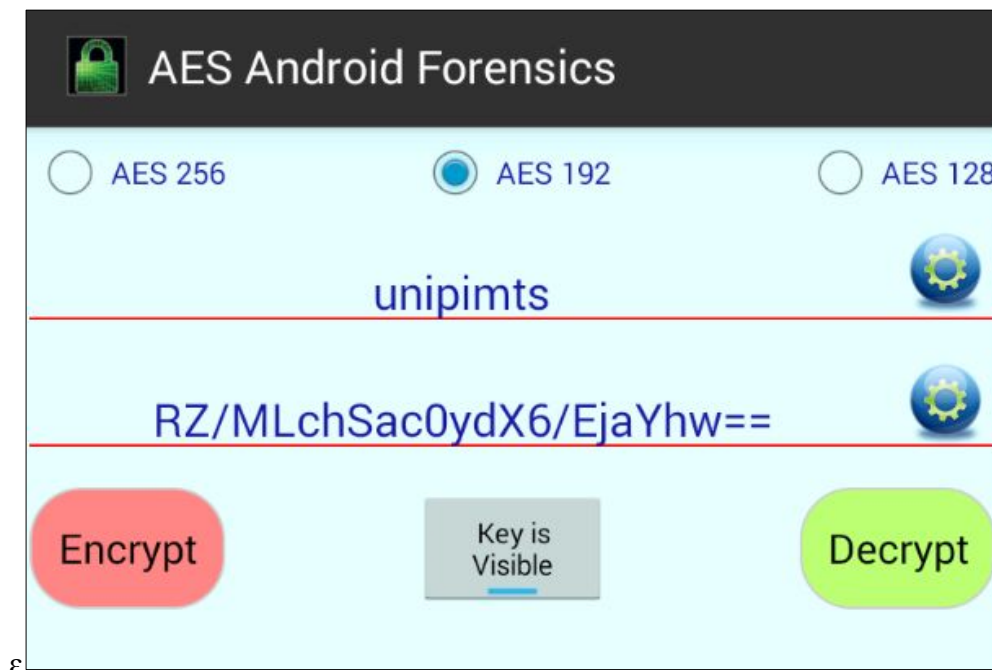 AES Android Forensics
AES 256 AES 192 AES 128
unipimts
RZ/MLchSac0ydX6/EjaYhw==
Encrypt Key is Visible Decrypt
ε